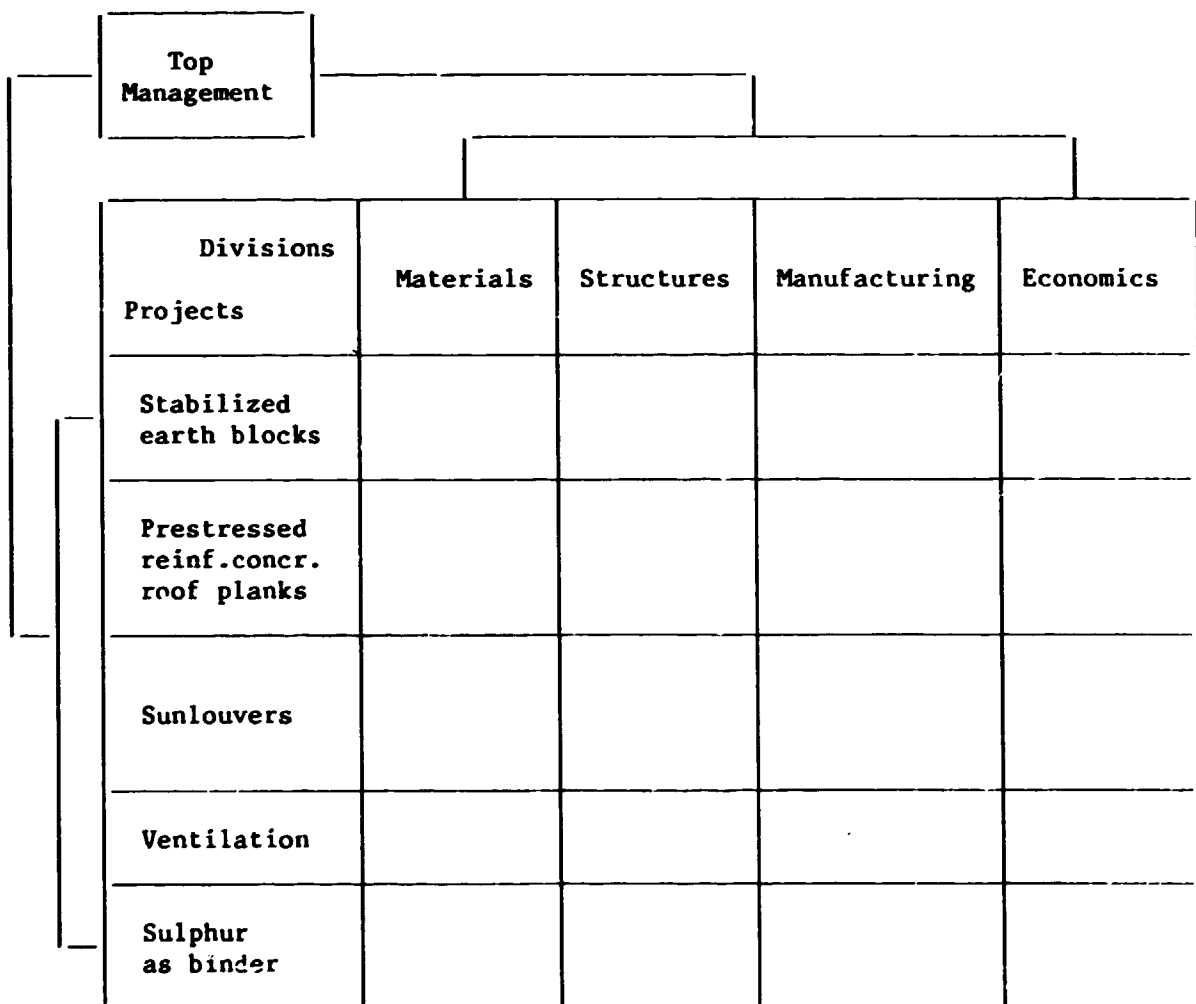 Top
Management
Divisions
Projects
Materials
Structures
Manufacturing
Economics
Stabilized
earth blocks
Prestressed
reinf.concr.
roof planks
Sunlouvers
Ventilation
Sulphur
as binder